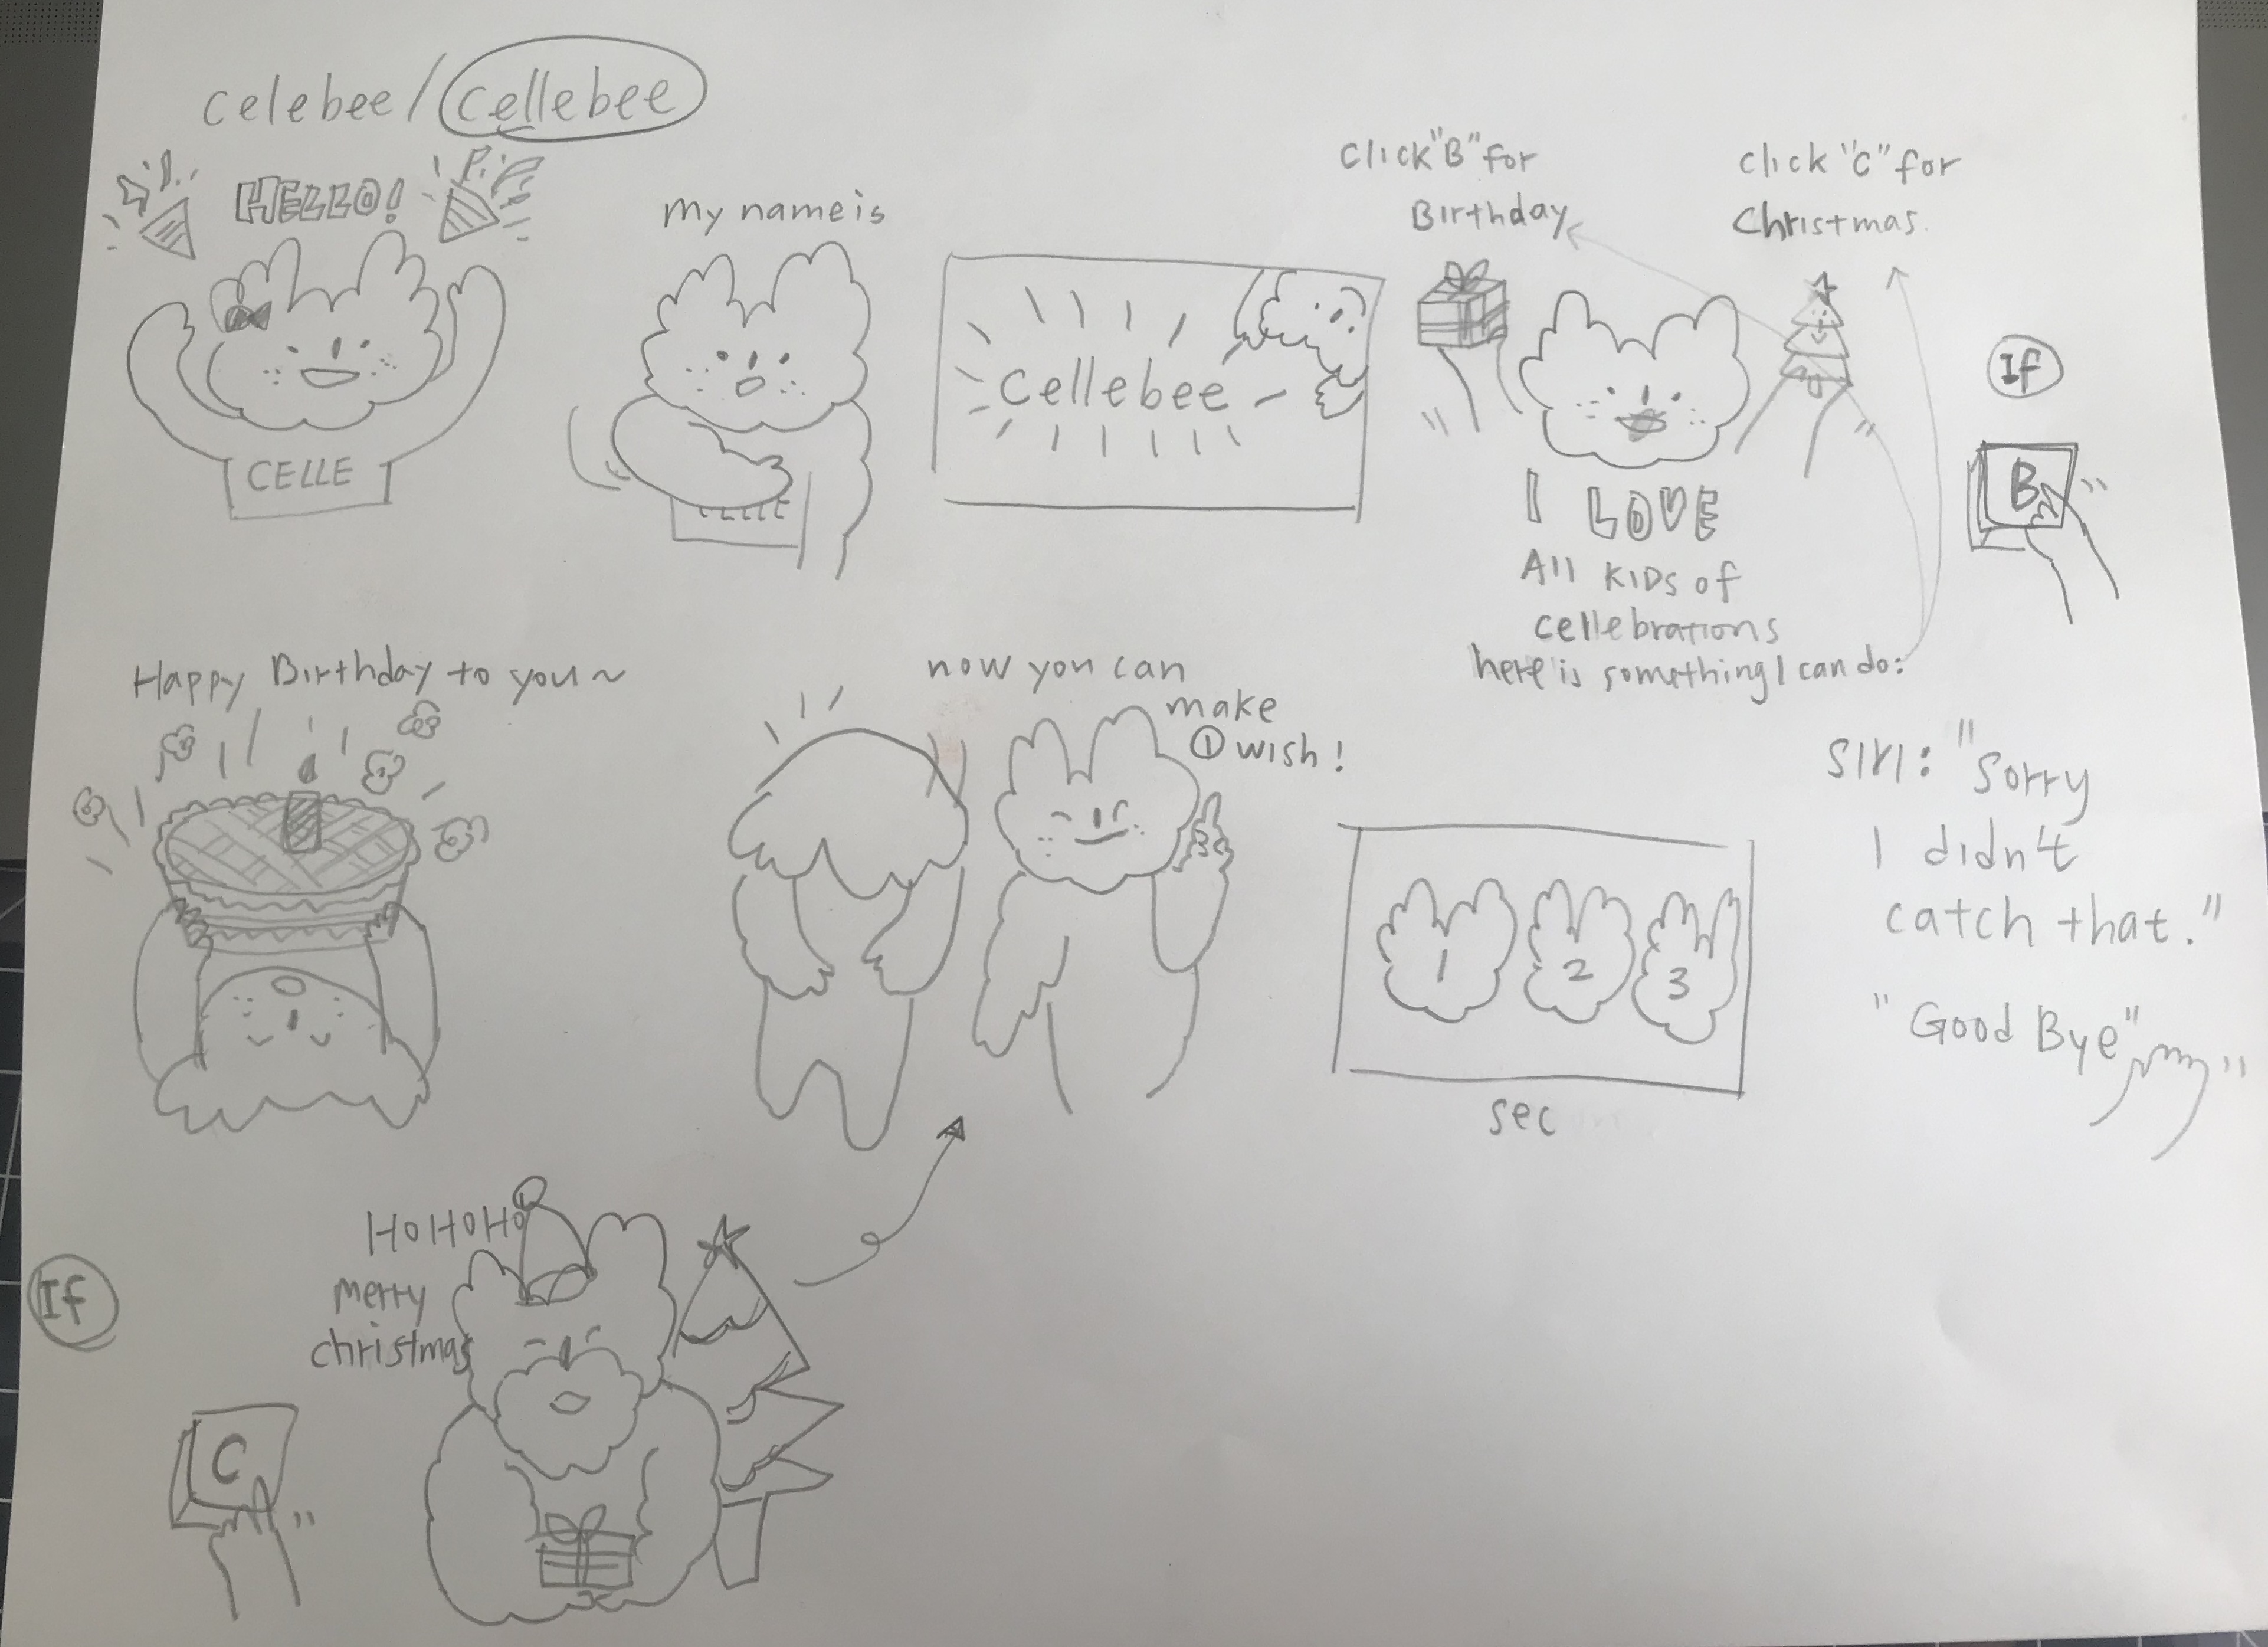 celebee / cellebee
HELLO!
CELLE
my name is
CELLE
cellebee
click "B" for
Birthday
click "C" for
Christmas.
I LOVE
All KIDS of
cellebrations
here is something I can do:
If
B
Happy Birthday to you~
now you can
make
1 wish!
1 2 3
sec
SIRI: "Sorry
I didn't
catch that."
"Good Bye"
If
C
HOHOHO
merry
christmas